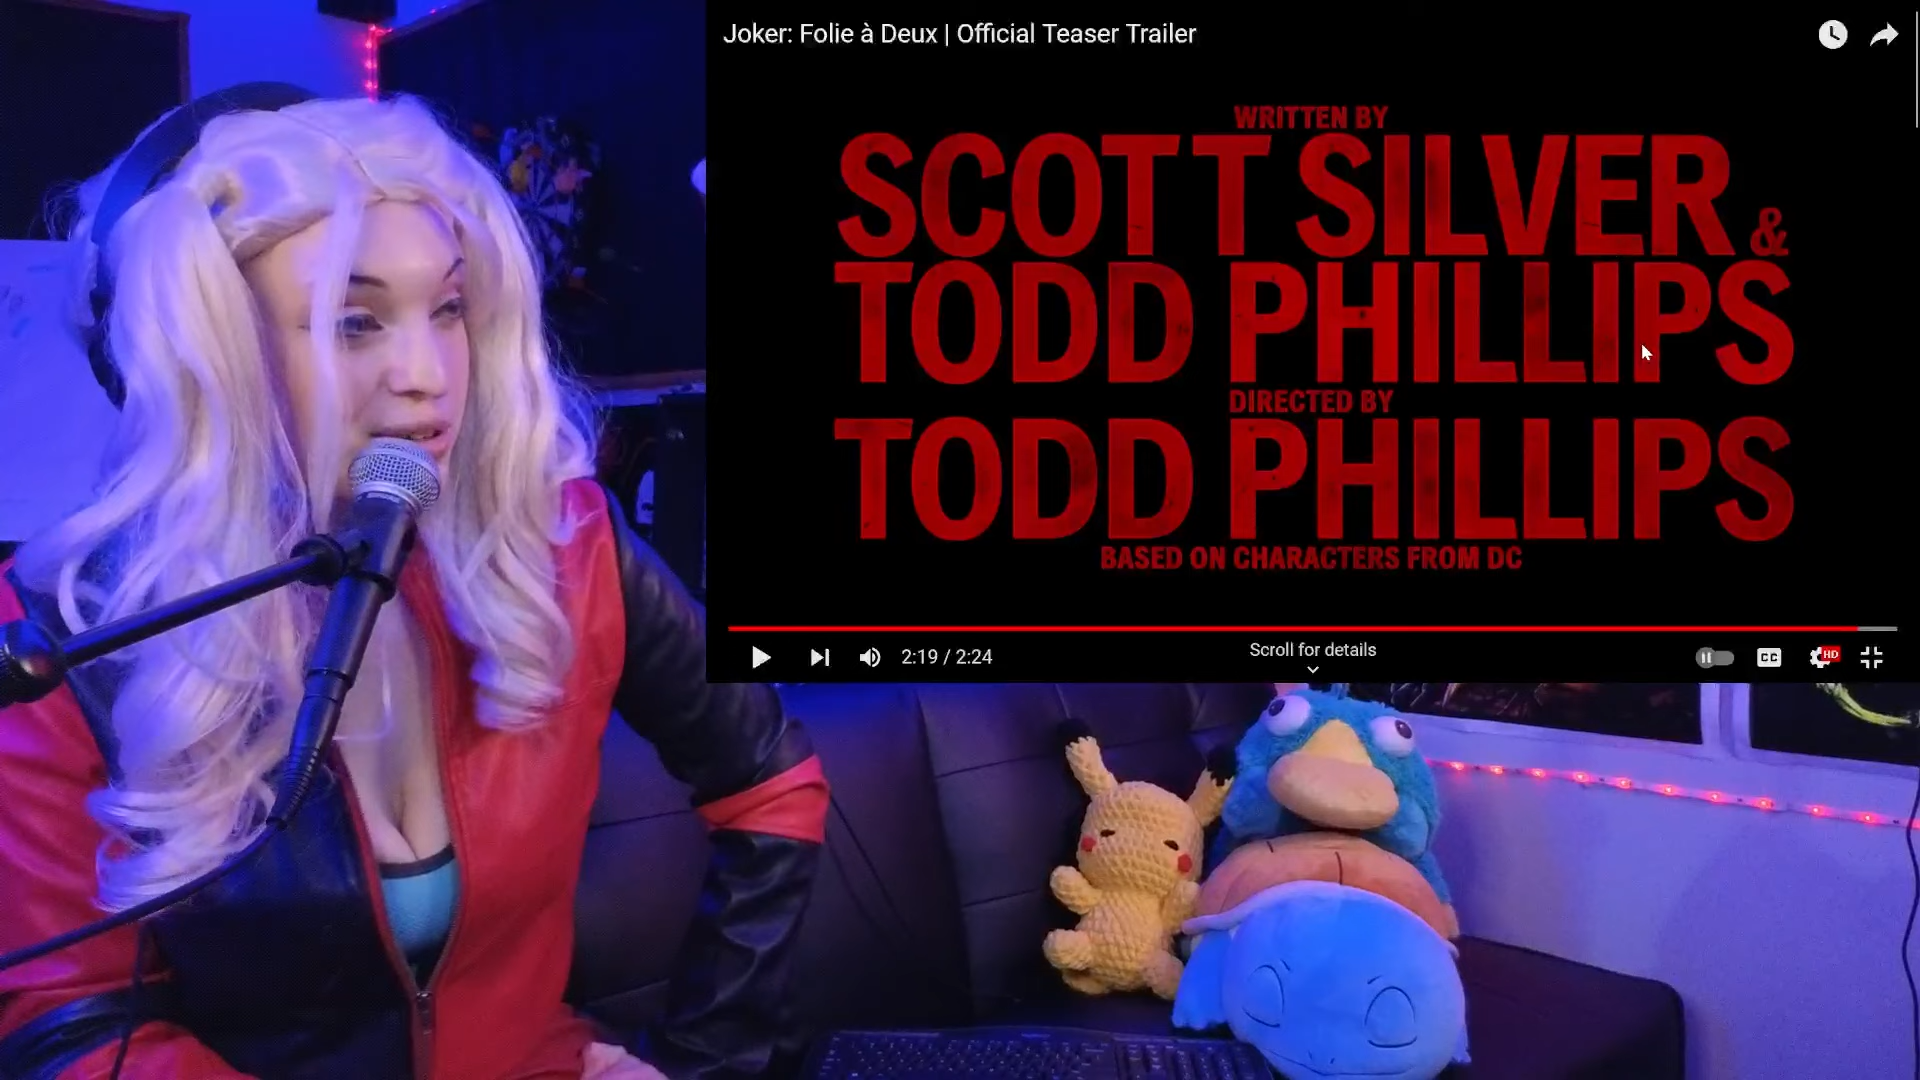 Joker: Folie à Deux | Official Teaser Trailer
WRITTEN BY
SCOTT SILVER &
TODD PHILLIPS
DIRECTED BY
TODD PHILLIPS
BASED ON CHARACTERS FROM DC
2:19 / 2:24
Scroll for details
CC
HD